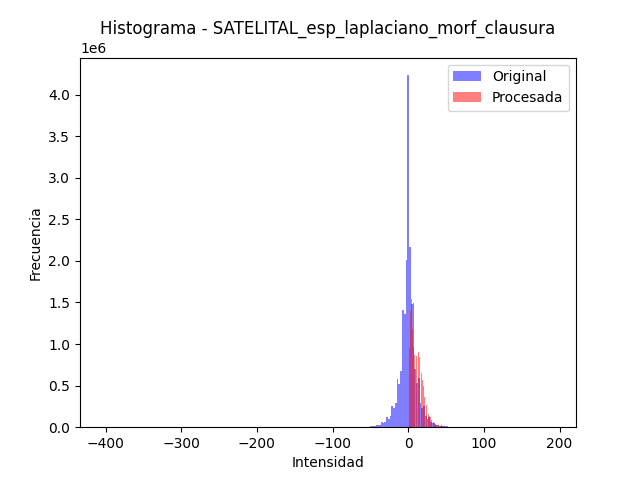 Histograma - SATELITAL_esp_laplaciano_morf_clausura
1e6
Original
Procesada
4.0
3.5
3.0
2.5
2.0
1.5
1.0
0.5
0.0
Frecuencia
−400
−300
−200
−100
0
100
200
Intensidad